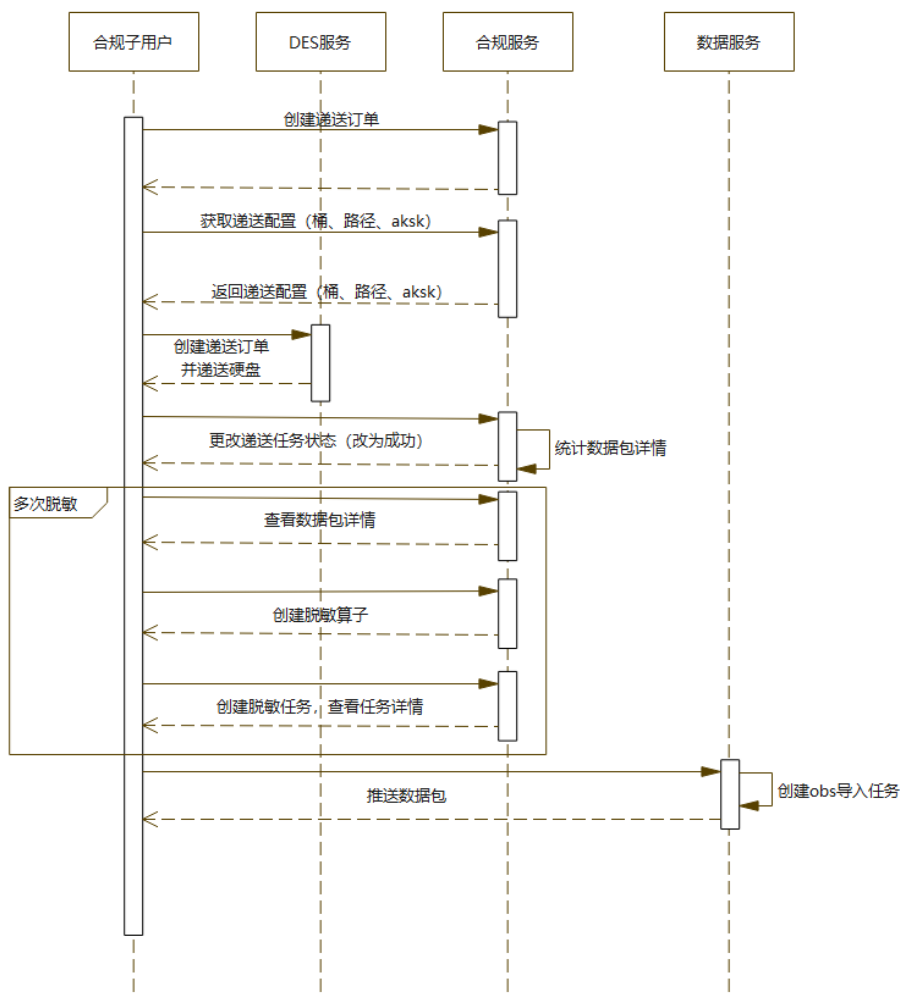 合规子用户
DES服务
合规服务
数据服务
创建递送订单
获取递送配置（桶、路径、aksk）
返回递送配置（桶、路径、aksk）
创建递送订单
并递送硬盘
更改递送任务状态（改为成功）
统计数据包详情
多次脱敏
查看数据包详情
创建脱敏算子
创建脱敏任务，查看任务详情
推送数据包
创建obs导入任务